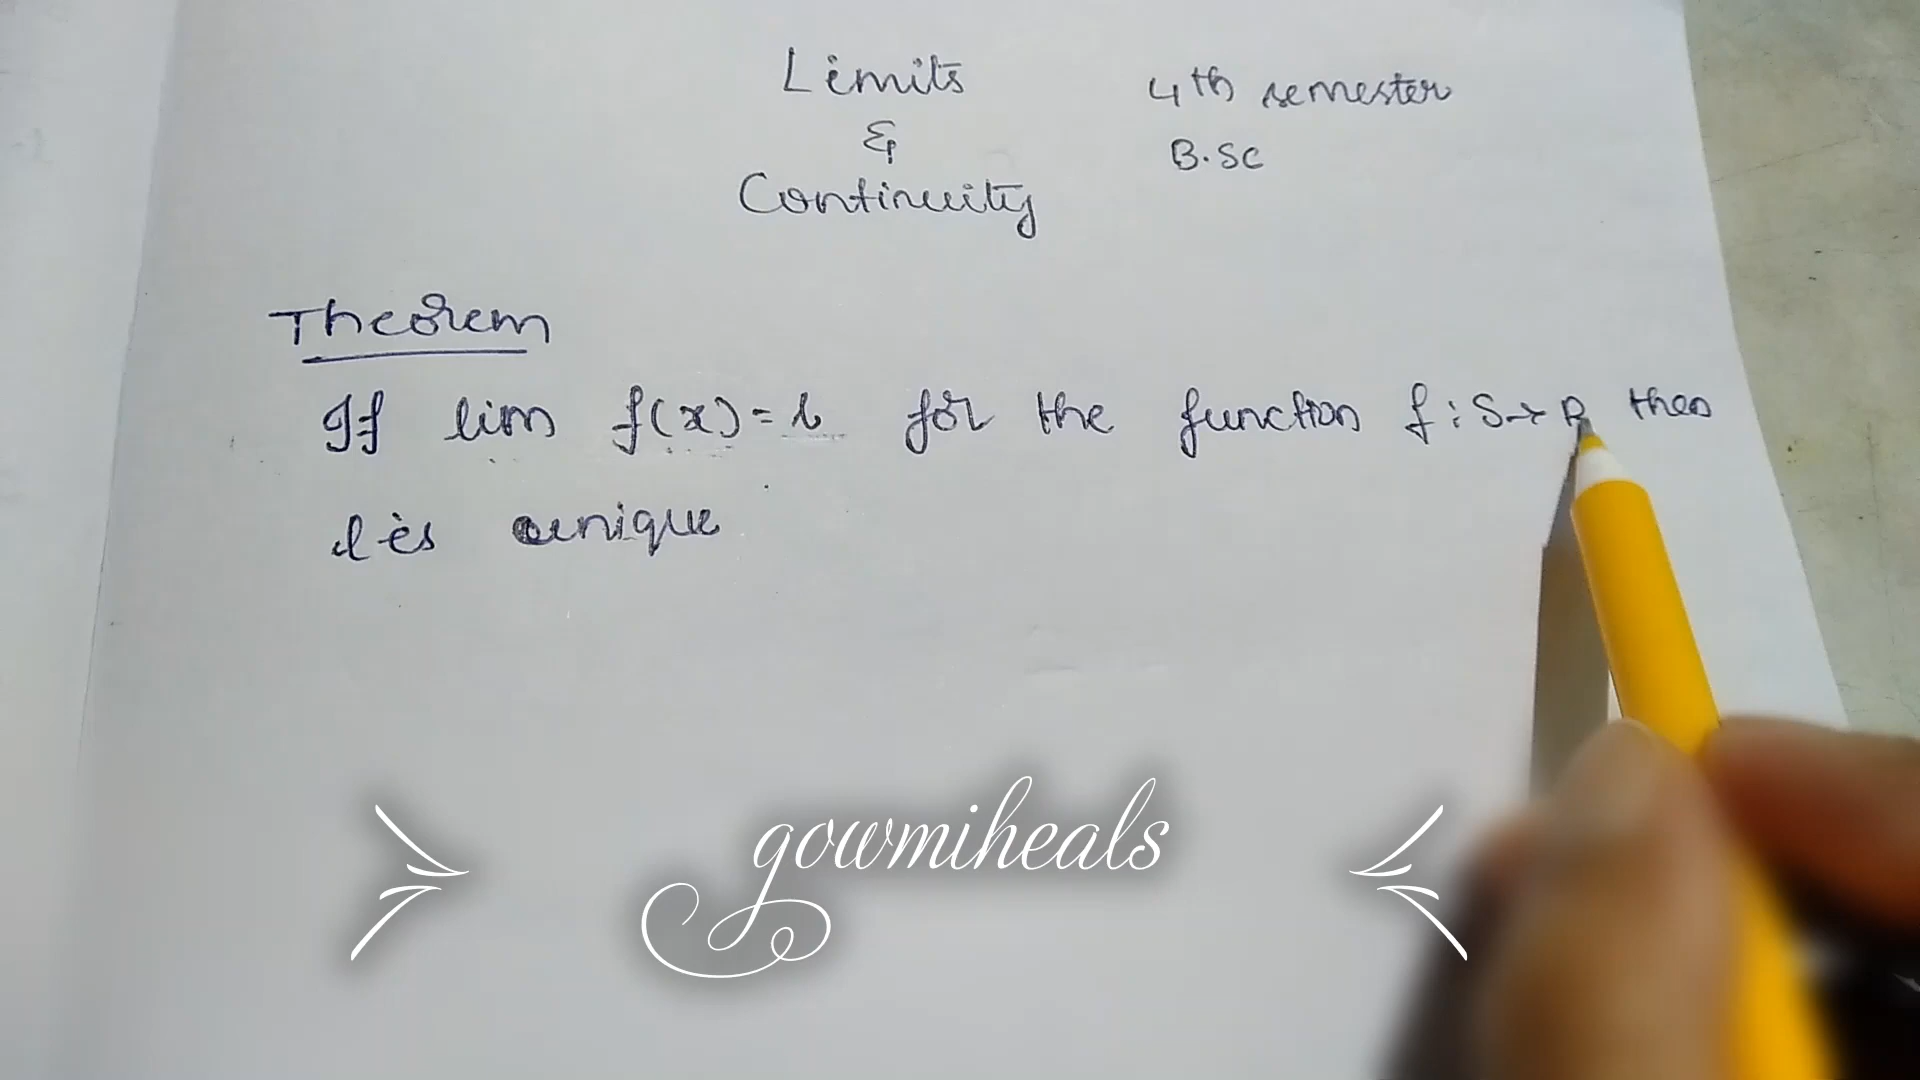 Limits
&
Continuity
4th semester
B.Sc
Theorem
If lim f(x)=l for the function f:S→R then
l is unique
gowmiheals